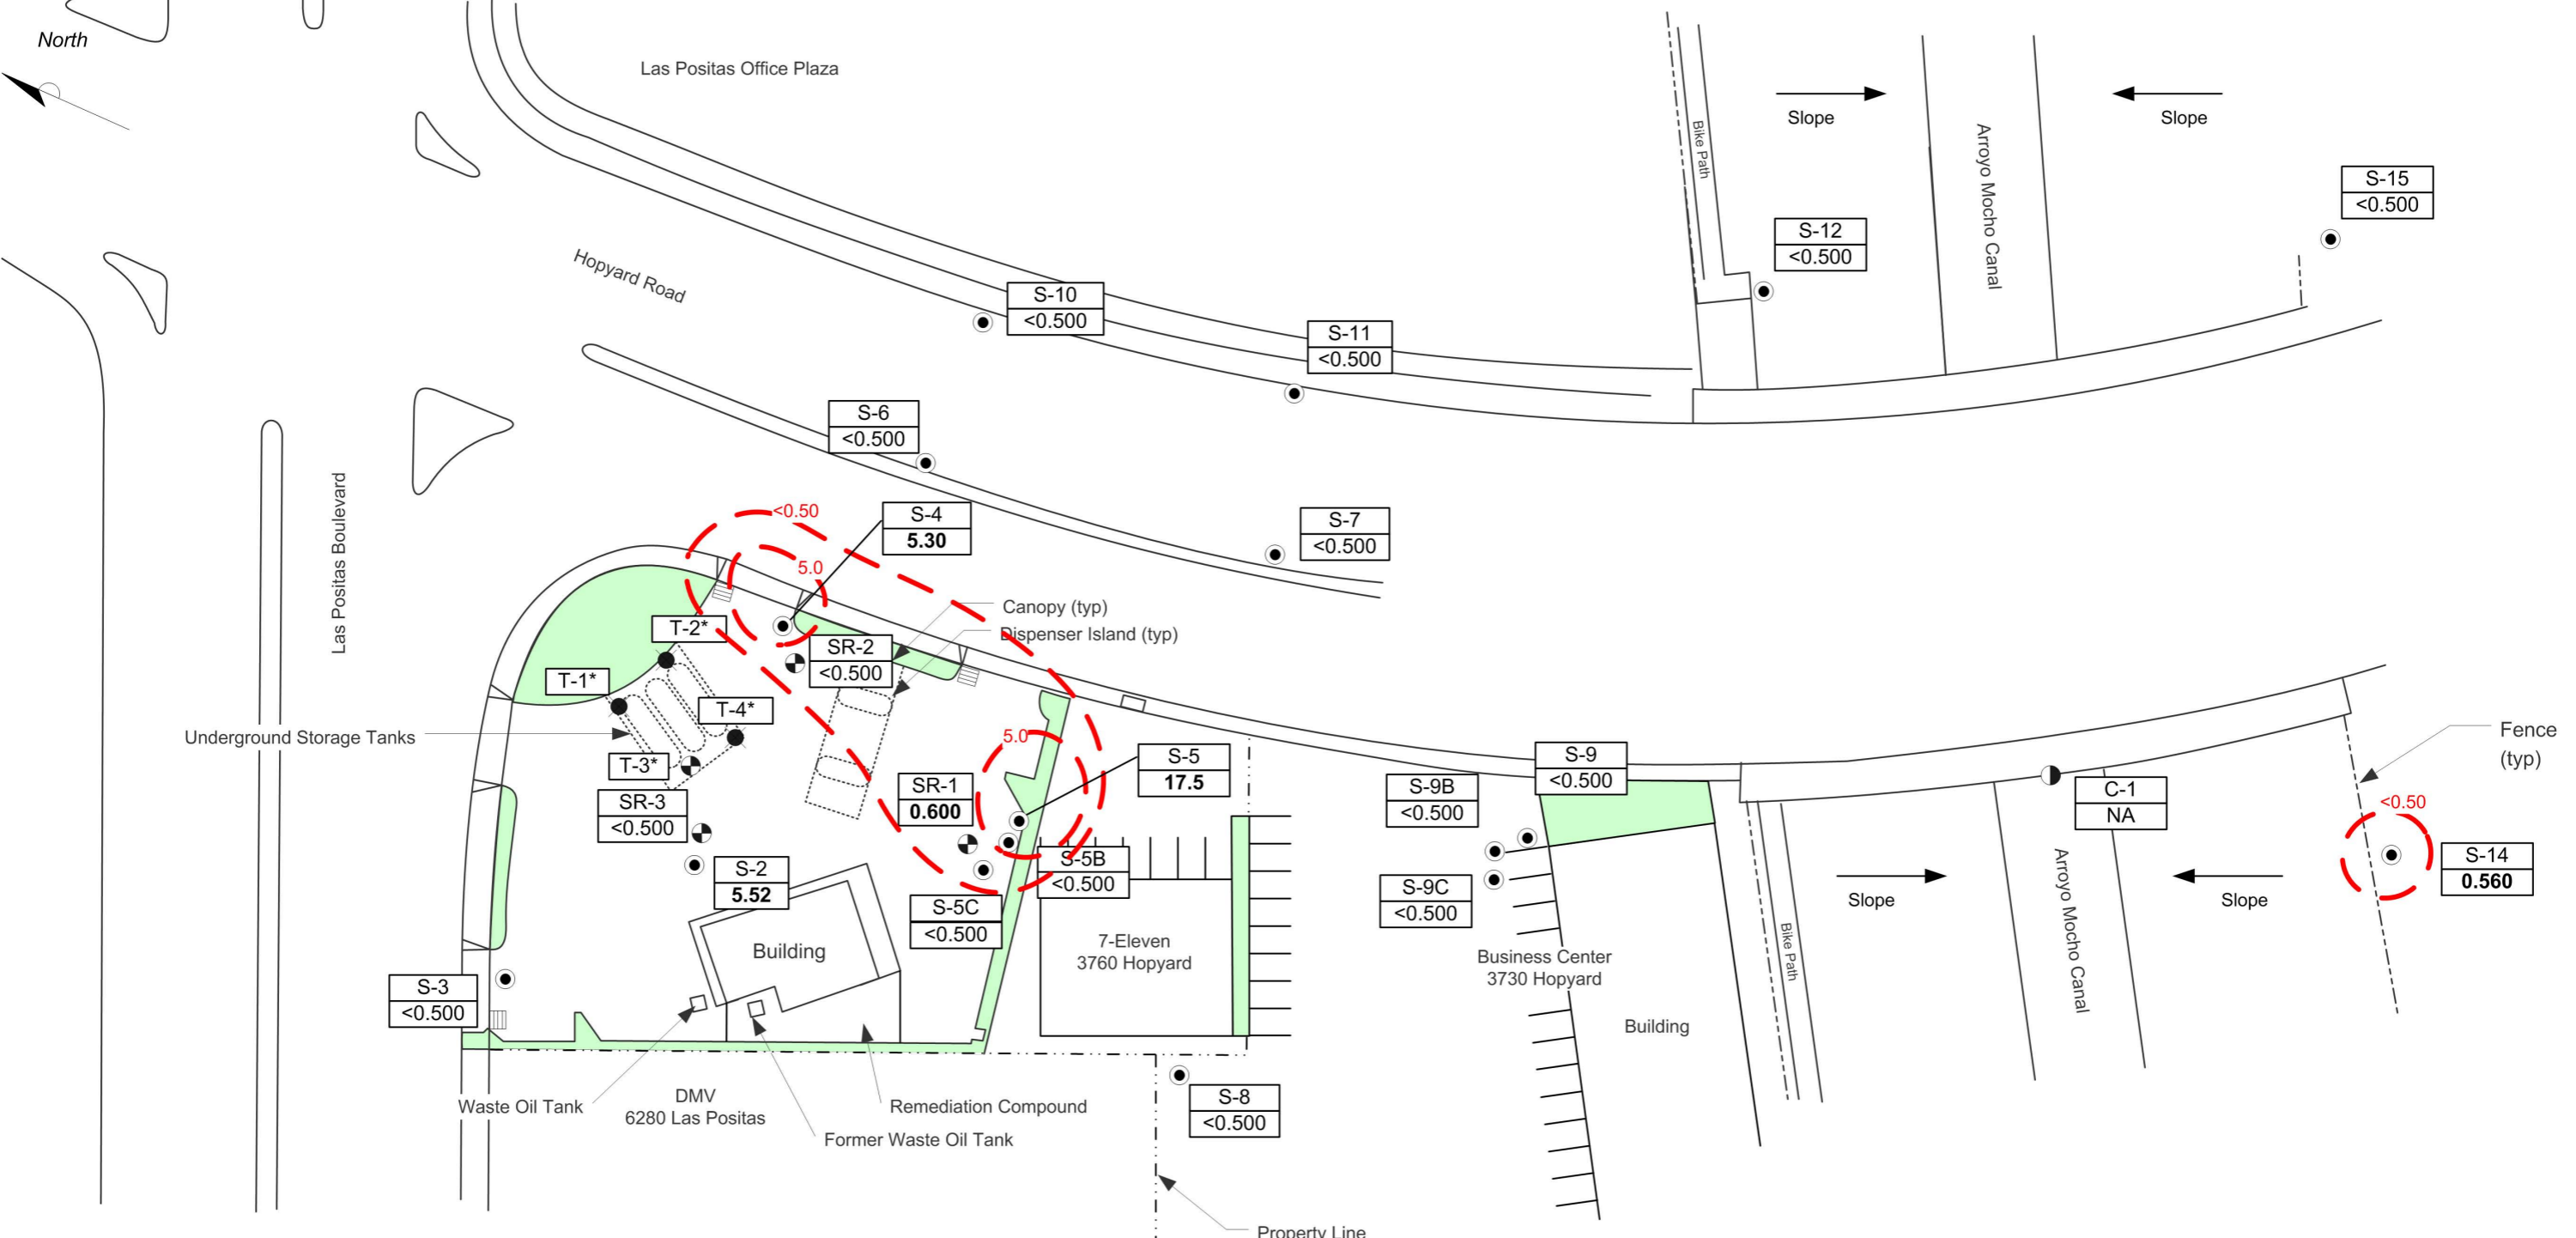 North
Las Positas Office Plaza
Bike Path
Slope
Slope
Arroyo Mocho Canal
S-15
<0.500
S-12
<0.500
Hopyard Road
S-10
<0.500
S-11
<0.500
S-6
<0.500
Las Positas Boulevard
<0.50
S-4
5.30
S-7
<0.500
5.0
Canopy (typ)
Dispenser Island (typ)
T-2*
SR-2
<0.500
T-1*
T-4*
Underground Storage Tanks
T-3*
5.0
S-5
17.5
SR-1
0.600
SR-3
<0.500
S-9
<0.500
S-9B
<0.500
C-1
NA
Fence
(typ)
<0.50
S-14
0.560
S-2
5.52
S-5B
<0.500
S-5C
<0.500
S-9C
<0.500
Slope
Slope
Arroyo Mocho Canal
Building
7-Eleven
3760 Hopyard
Business Center
3730 Hopyard
Bike Path
S-3
<0.500
Building
Waste Oil Tank
DMV
6280 Las Positas
Remediation Compound
Former Waste Oil Tank
S-8
<0.500
Property Line